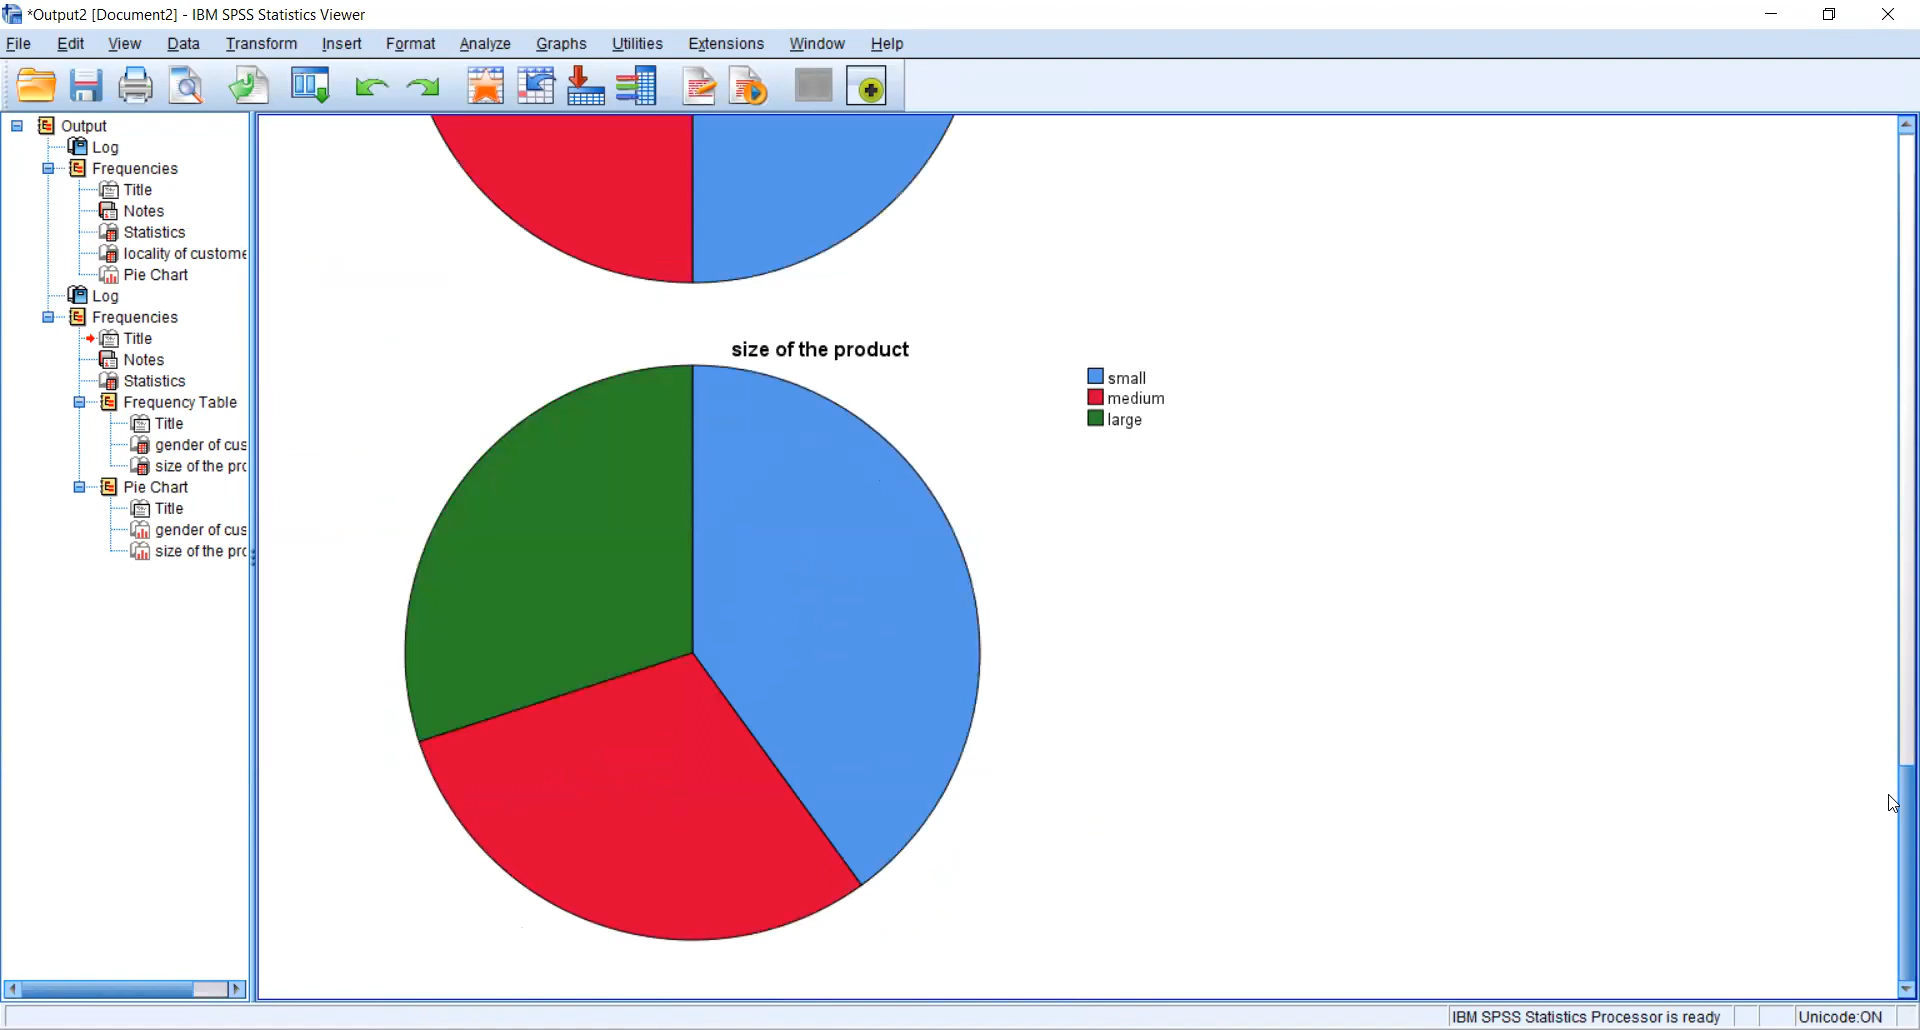 *Output2 [Document2] - IBM SPSS Statistics Viewer
File Edit View Data Transform Insert Format Analyze Graphs Utilities Extensions Window Help
Output
Log
Frequencies
Title
Notes
Statistics
locality of custome
Pie Chart
Log
Frequencies
Title
Notes
Statistics
Frequency Table
Title
gender of cus
size of the pro
Pie Chart
Title
gender of cus
size of the pro
size of the product
small
medium
large
IBM SPSS Statistics Processor is ready
Unicode:ON